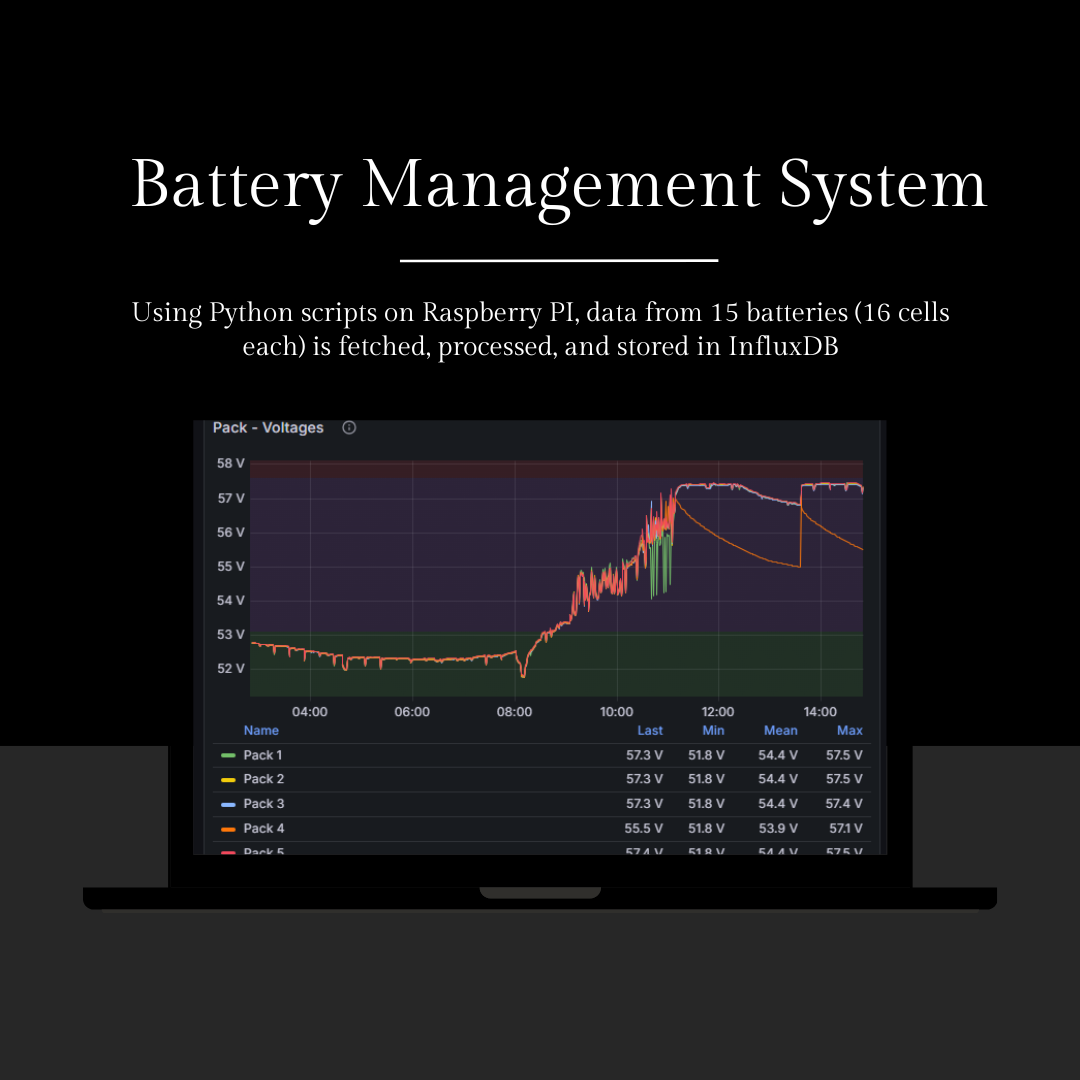 Battery Management System
Using Python scripts on Raspberry PI, data from 15 batteries (16 cells
each) is fetched, processed, and stored in InfluxDB
Pack - Voltages
58 V
57 V
56 V
55 V
54 V
53 V
52 V
04:00 06:00 08:00 10:00 12:00 14:00
Name Last Min Mean Max
Pack 1 57.3 V 51.8 V 54.4 V 57.5 V
Pack 2 57.3 V 51.8 V 54.4 V 57.5 V
Pack 3 57.3 V 51.8 V 54.4 V 57.4 V
Pack 4 55.5 V 51.8 V 53.9 V 57.1 V
Pack 5 57.4 V 51.8 V 54.4 V 57.5 V